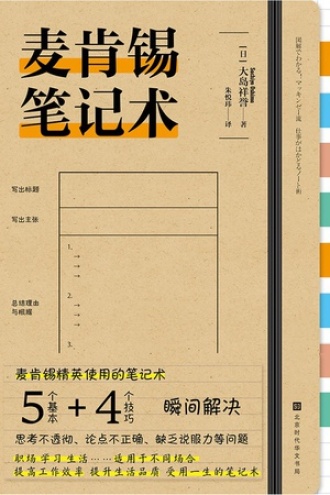 麦肯锡
笔记术
[日]
大岛祥誉 著
朱悦玮 译
写出标题
写出主张
1.
→
→
2.
→
→
3.
→
→
总结理由
与根据
麦肯锡精英使用的笔记术
5个基本 + 4个技巧 瞬间解决
思考不透彻、论点不正确、缺乏说服力等问题
职场 学习 生活……适用于不同场合
提高工作效率 提升生活品质 受用一生的笔记术
北京时代华文书局